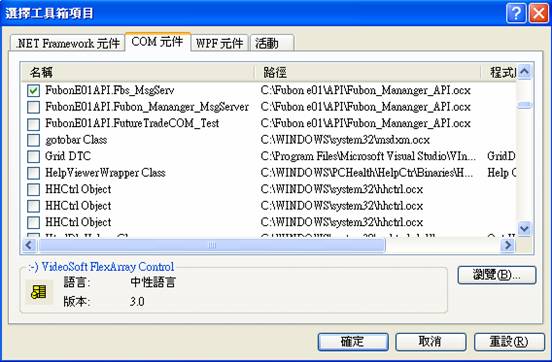 選擇工具箱項目
.NET Framework 元件 COM 元件 WPF 元件 活動
名稱 路徑
FubonE01API.Fbs_MsgServ C:\Fubon e01\API\Fubon_Mananger_API.ocx
FubonE01API.Fubon_Mananger_MsgServer C:\Fubon e01\API\Fubon_Mananger_API.ocx
FubonE01API.FutureTradeCOM_Test C:\Fubon e01\API\Fubon_Mananger_API.ocx
gotobar Class C:\WINDOWS\system32\msdxm.ocx
Grid DTC C:\Program Files\Microsoft Visual Studio\VIn... GridD
HelpViewerWrapper Class C:\WINDOWS\PCHealth\HelpCtr\Binaries\H... Help C
HHCtrl Object C:\WINDOWS\system32\hhctrl.ocx
HHCtrl Object C:\WINDOWS\system32\hhctrl.ocx
HHCtrl Object C:\WINDOWS\system32\hhctrl.ocx
:-) VideoSoft FlexArray Control
瀏覽(B)...
語言: 中性語言
版本: 3.0
確定 取消 重設(R)